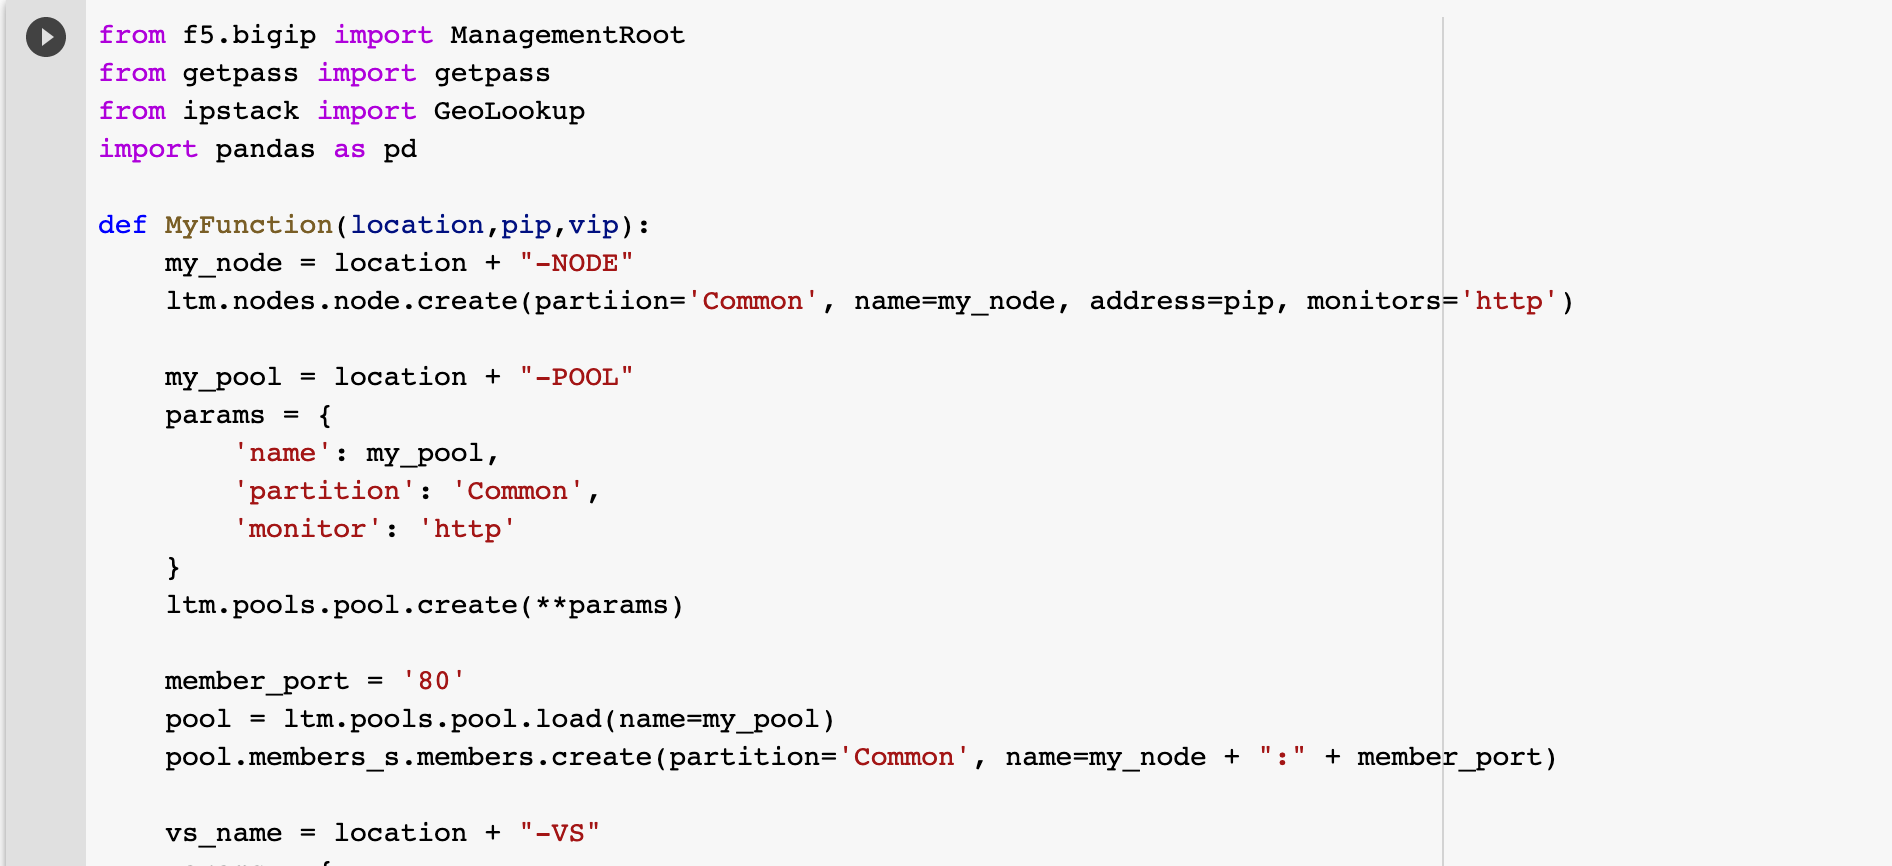 from f5.bigip import ManagementRoot
from getpass import getpass
from ipstack import GeoLookup
import pandas as pd
def MyFunction(location,pip,vip):
my_node = location + "-NODE"
ltm.nodes.node.create(partiion='Common', name=my_node, address=pip, monitors='http')
my_pool = location + "-POOL"
params = {
'name': my_pool,
'partition': 'Common',
'monitor': 'http'
}
ltm.pools.pool.create(**params)
member_port = '80'
pool = ltm.pools.pool.load(name=my_pool)
pool.members_s.members.create(partition='Common', name=my_node + ":" + member_port)
vs_name = location + "-VS"